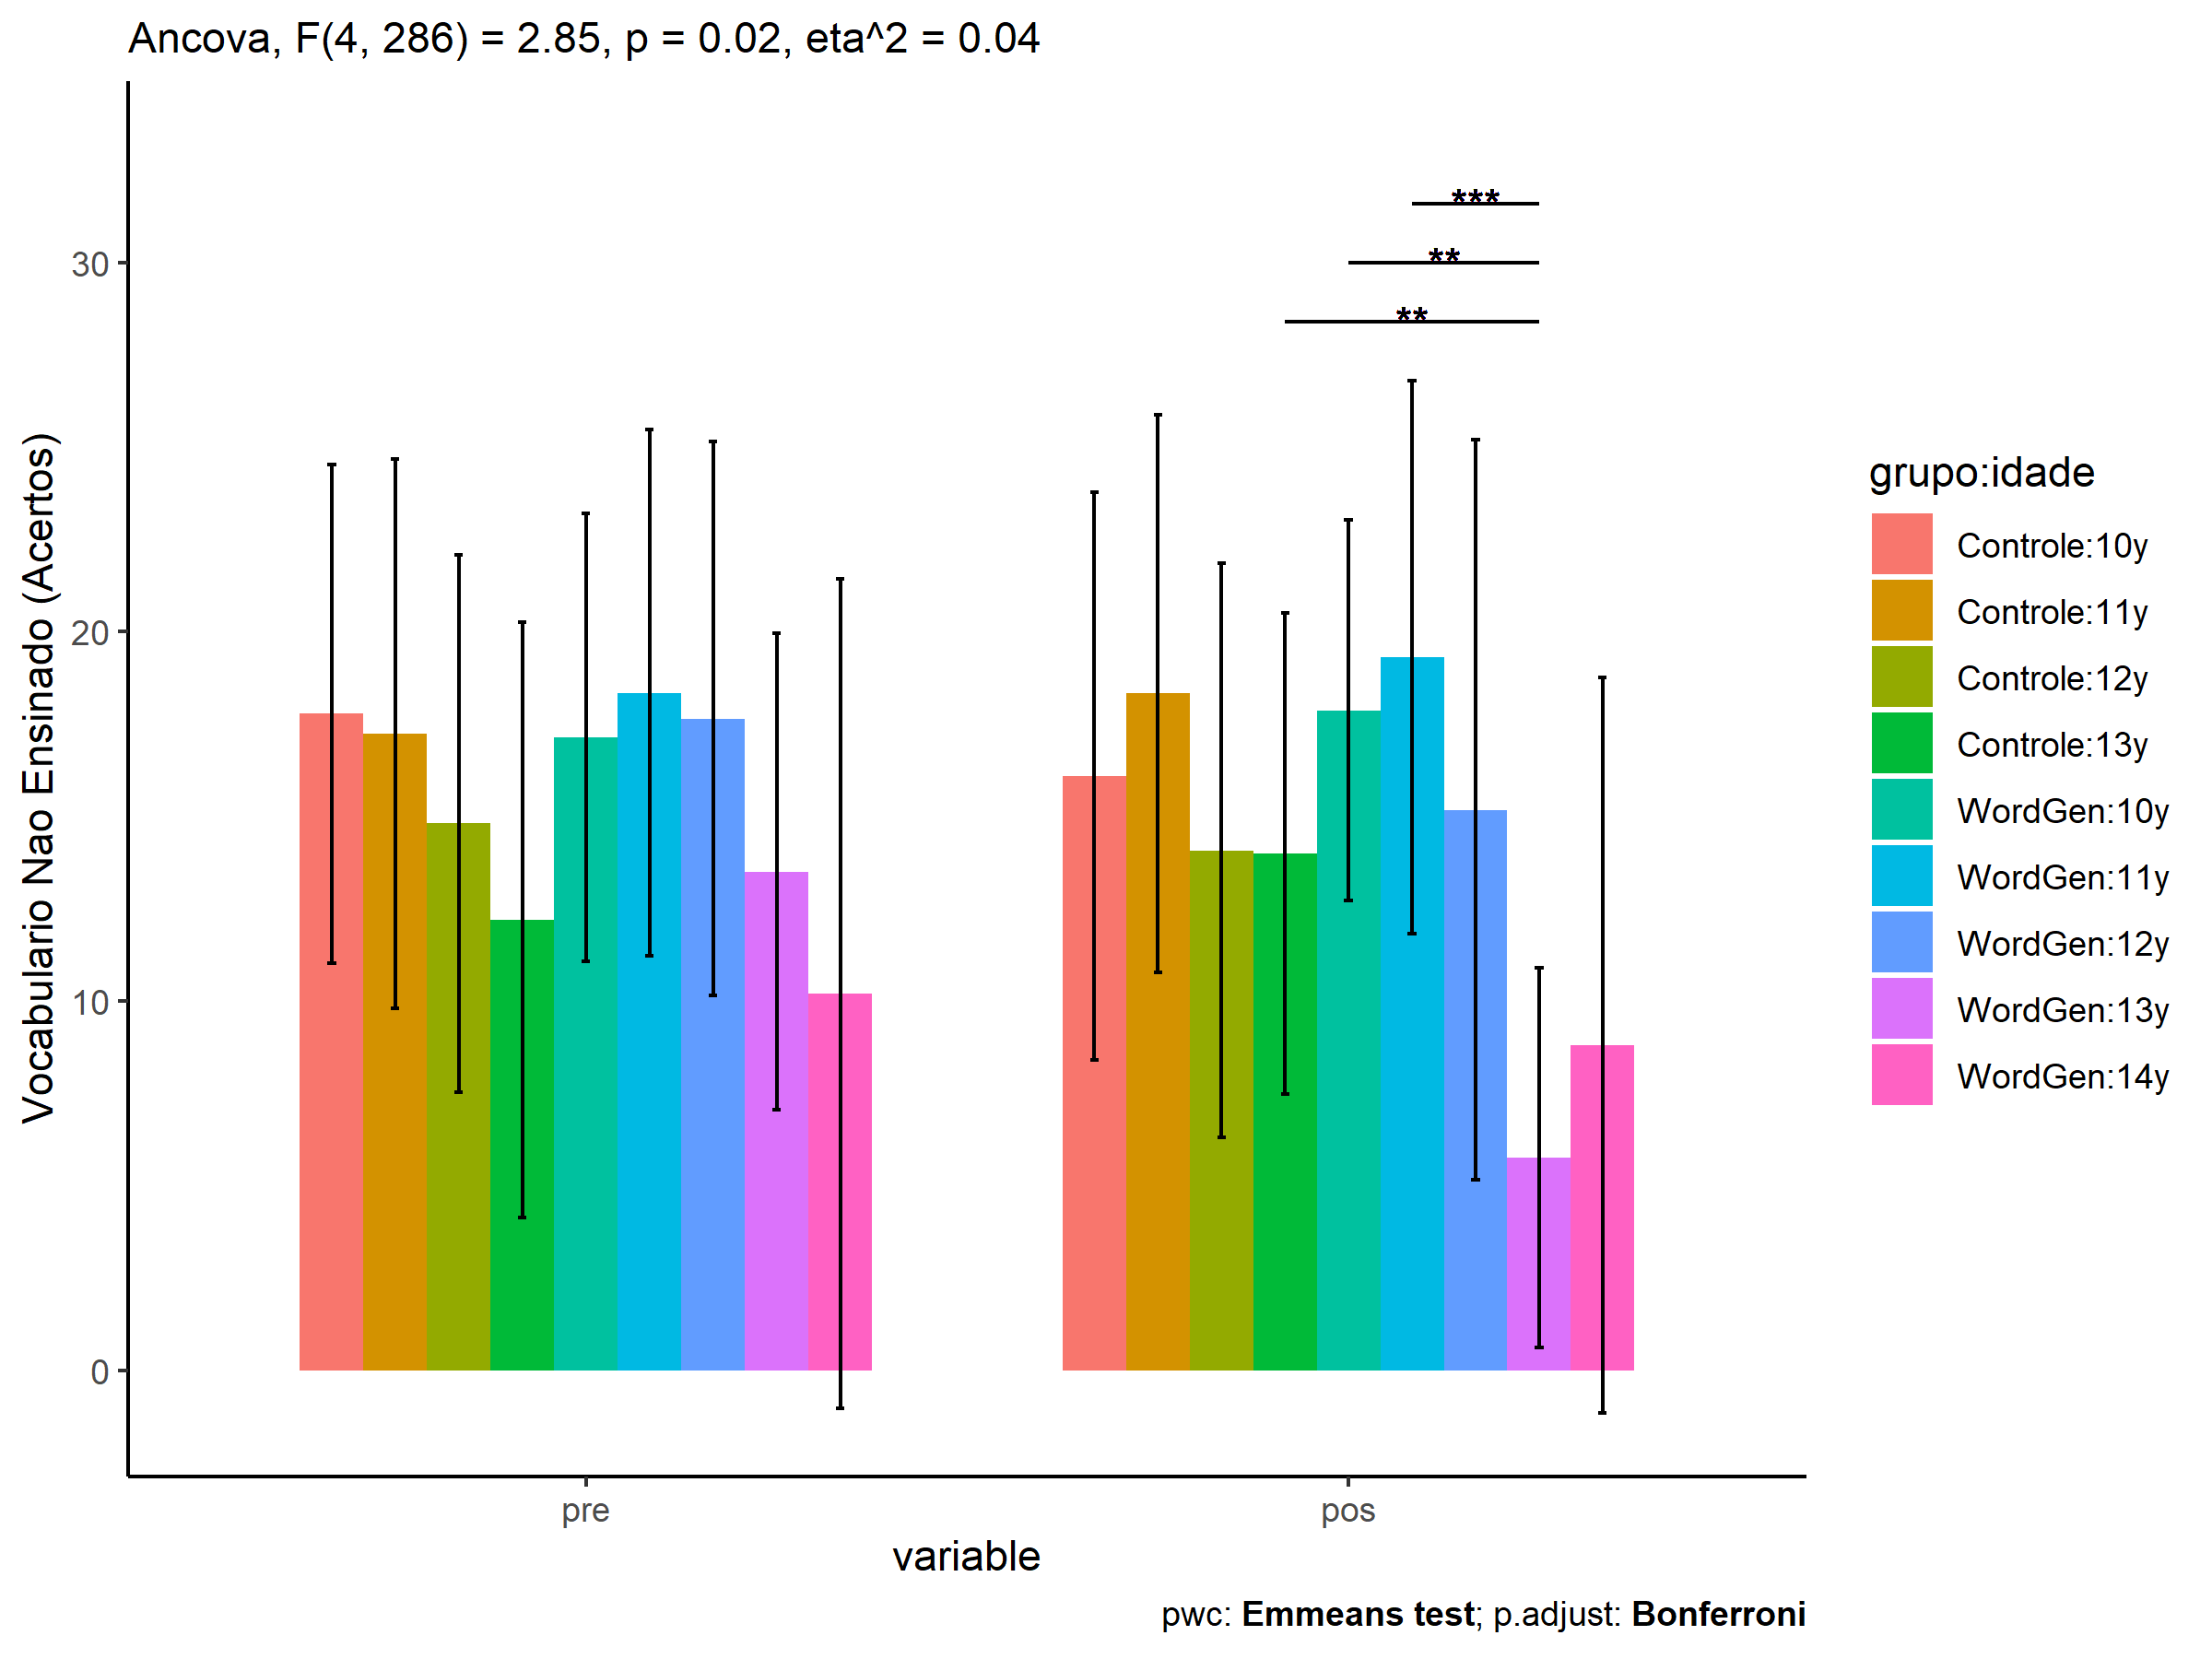 Ancova, F(4, 286) = 2.85, p = 0.02, eta^2 = 0.04
Vocabulario Nao Ensinado (Acertos)
30
20
10
0
***
**
**
pre
pos
variable
grupo:idade
Controle:10y
Controle:11y
Controle:12y
Controle:13y
WordGen:10y
WordGen:11y
WordGen:12y
WordGen:13y
WordGen:14y
pwc: Emmeans test; p.adjust: Bonferroni